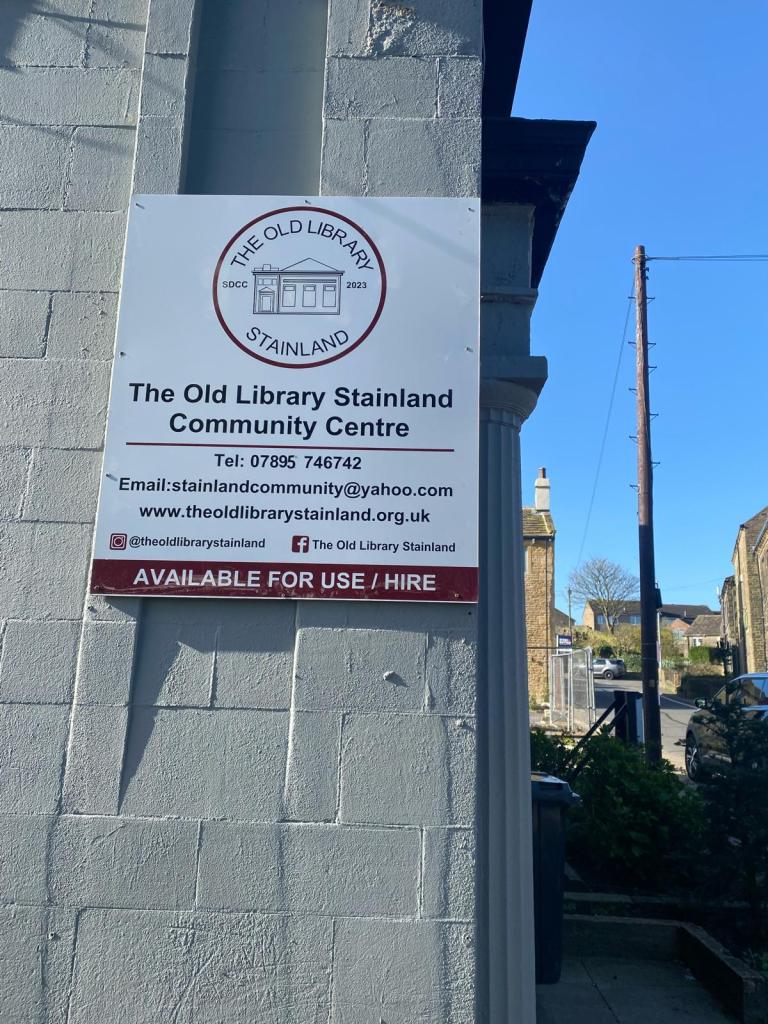 THE OLD LIBRARY
SDCC 2023
STAINLAND
The Old Library Stainland
Community Centre
Tel: 07895 746742
Email:stainlandcommunity@yahoo.com
www.theoldlibrarystainland.org.uk
@theoldlibrarystainland The Old Library Stainland
AVAILABLE FOR USE / HIRE